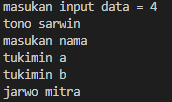 masukan input data = 4
tono sarwin
masukan nama
tukimin a
tukimin b
jarwo mitra